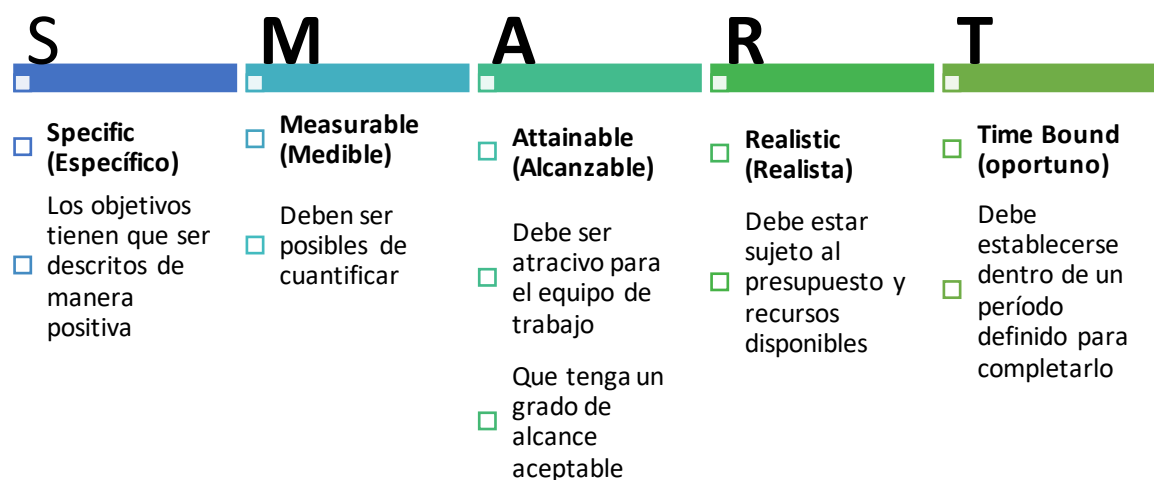 S
Specific
(Específico)
Los objetivos
tienen que ser
descritos de
manera
positiva
M
Measurable
(Medible)
Deben ser
posibles de
cuantificar
A
Attainable
(Alcanzable)
Debe ser
atracivo para
el equipo de
trabajo
Que tenga un
grado de
alcance
aceptable
R
Realistic
(Realista)
Debe estar
sujeto al
presupuesto y
recursos
disponibles
T
Time Bound
(oportuno)
Debe
establecerse
dentro de un
período
definido para
completarlo